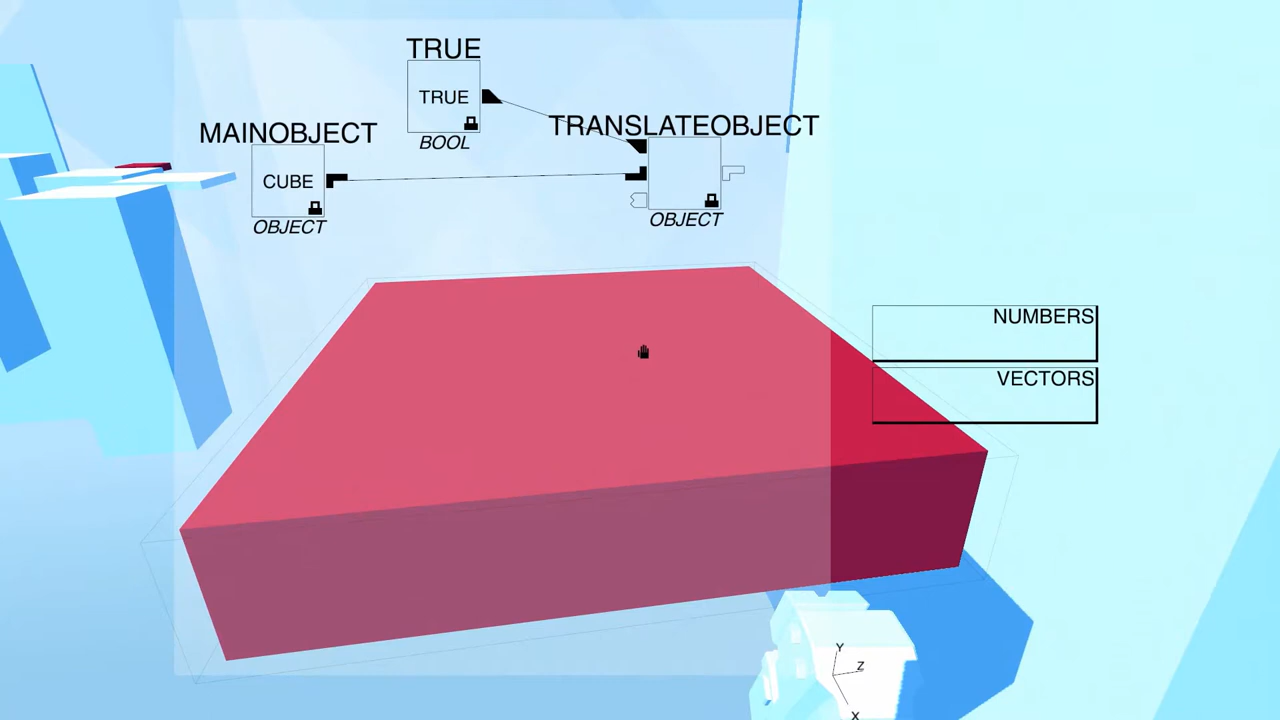 TRUE
TRUE
BOOL
MAINOBJECT
CUBE
OBJECT
TRANSLATEOBJECT
OBJECT
NUMBERS
VECTORS
Y
Z
X